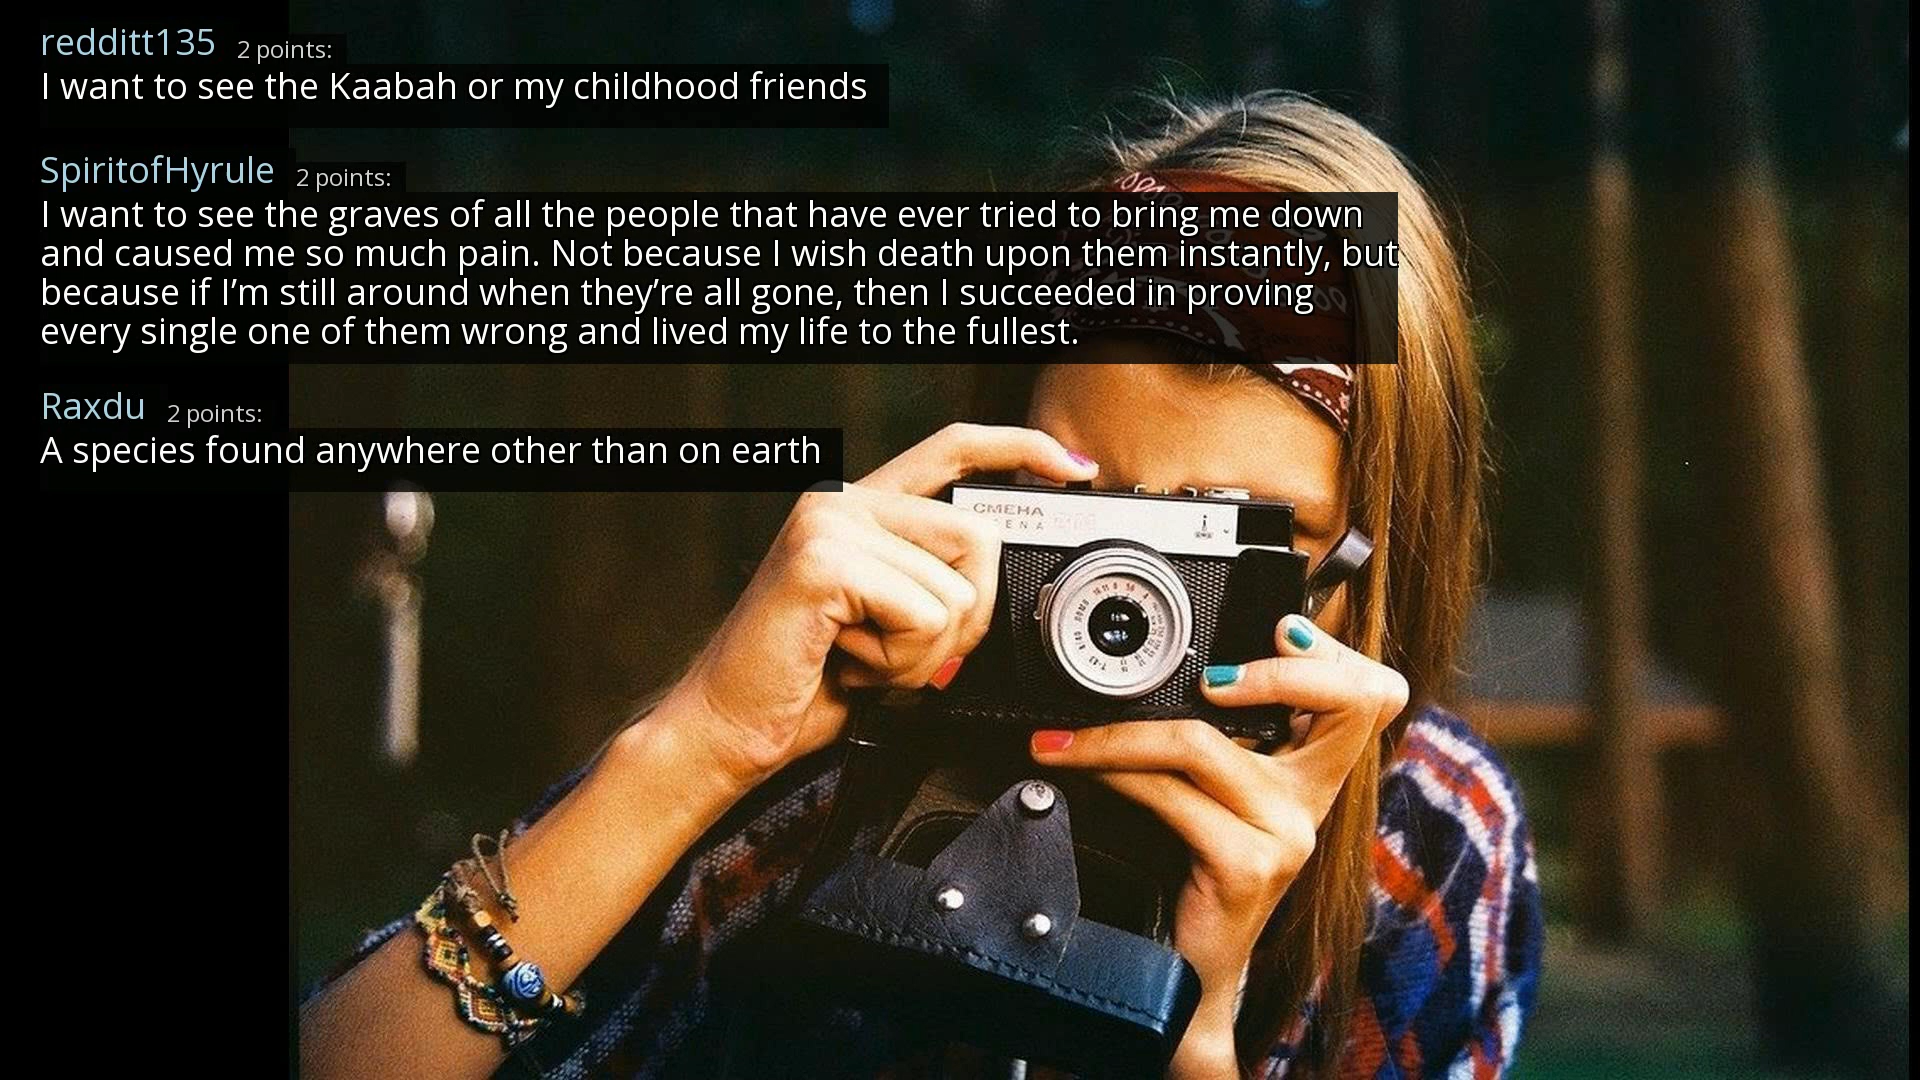 redditt135 2 points:
I want to see the Kaabah or my childhood friends
SpiritofHyrule 2 points:
I want to see the graves of all the people that have ever tried to bring me down
and caused me so much pain. Not because I wish death upon them instantly, but
because if I’m still around when they’re all gone, then I succeeded in proving
every single one of them wrong and lived my life to the fullest.
Raxdu 2 points:
A species found anywhere other than on earth
СМЕНА